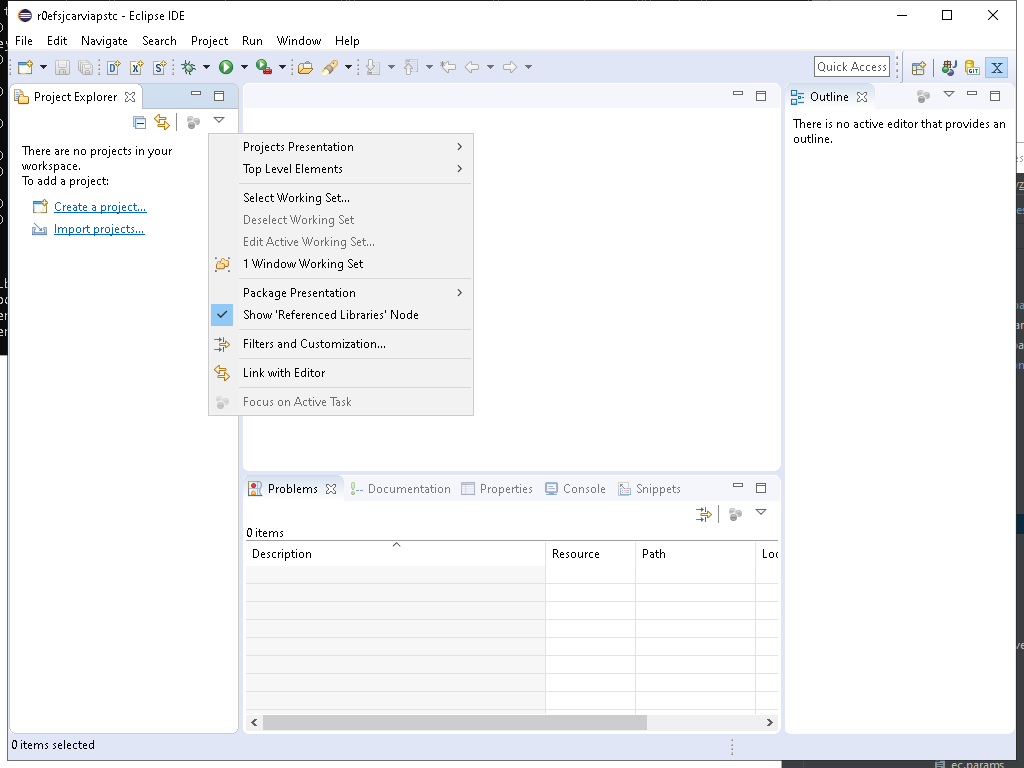 r0efsjcarviapstc - Eclipse IDE
File Edit Navigate Search Project Run Window Help
Quick Access
Project Explorer
Outline
There are no projects in your
workspace.
To add a project:
Create a project...
Import projects...
Projects Presentation
Top Level Elements
Select Working Set...
Deselect Working Set
Edit Active Working Set...
1 Window Working Set
Package Presentation
Show 'Referenced Libraries' Node
Filters and Customization...
Link with Editor
Focus on Active Task
There is no active editor that provides an
outline.
Problems Documentation Properties Console Snippets
0 items
Description Resource Path Loc
0 items selected
ec.params